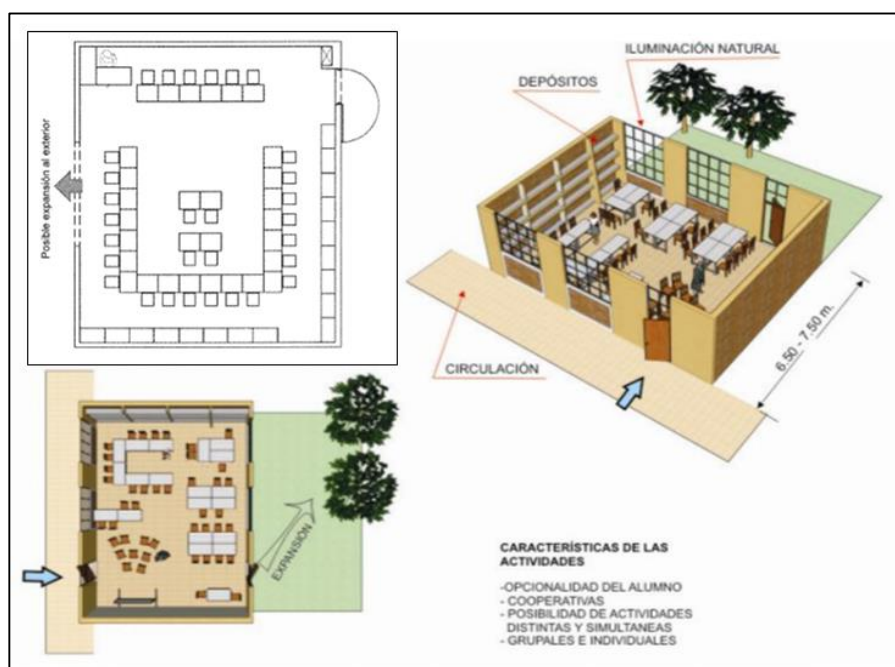 Posible expansión al exterior
ILUMINACIÓN NATURAL
DEPÓSITOS
CIRCULACIÓN
6.50 - 7.50 m.
EXPANSIÓN
CARACTERÍSTICAS DE LAS
ACTIVIDADES
-OPCIONALIDAD DEL ALUMNO
- COOPERATIVAS
- POSIBILIDAD DE ACTIVIDADES
DISTINTAS Y SIMULTANEAS
- GRUPALES E INDIVIDUALES